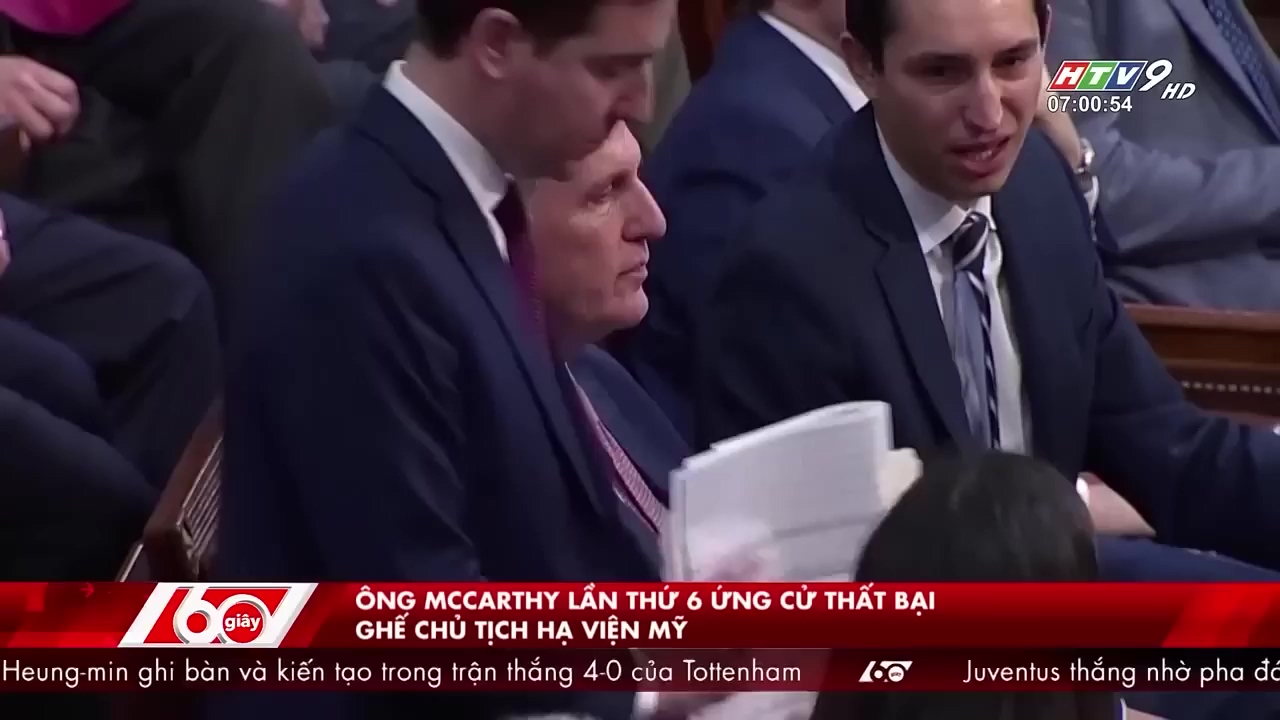 HTV9 HD
07:00:54
60 giây
ÔNG MCCARTHY LẦN THỨ 6 ỨNG CỬ THẤT BẠI
GHẾ CHỦ TỊCH HẠ VIỆN MỸ
Heung-min ghi bàn và kiến tạo trong trận thắng 4-0 của Tottenham 60 giây Juventus thắng nhờ pha